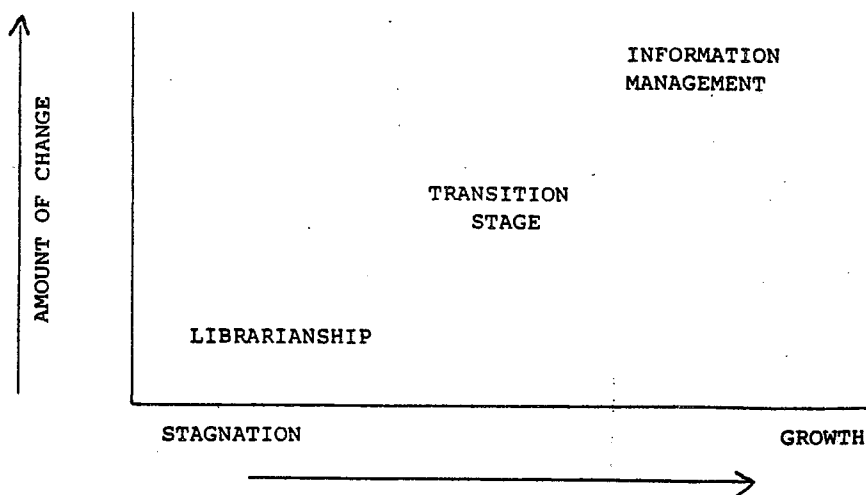 INFORMATION
MANAGEMENT
AMOUNT OF CHANGE
TRANSITION
STAGE
LIBRARIANSHIP
STAGNATION
GROWTH